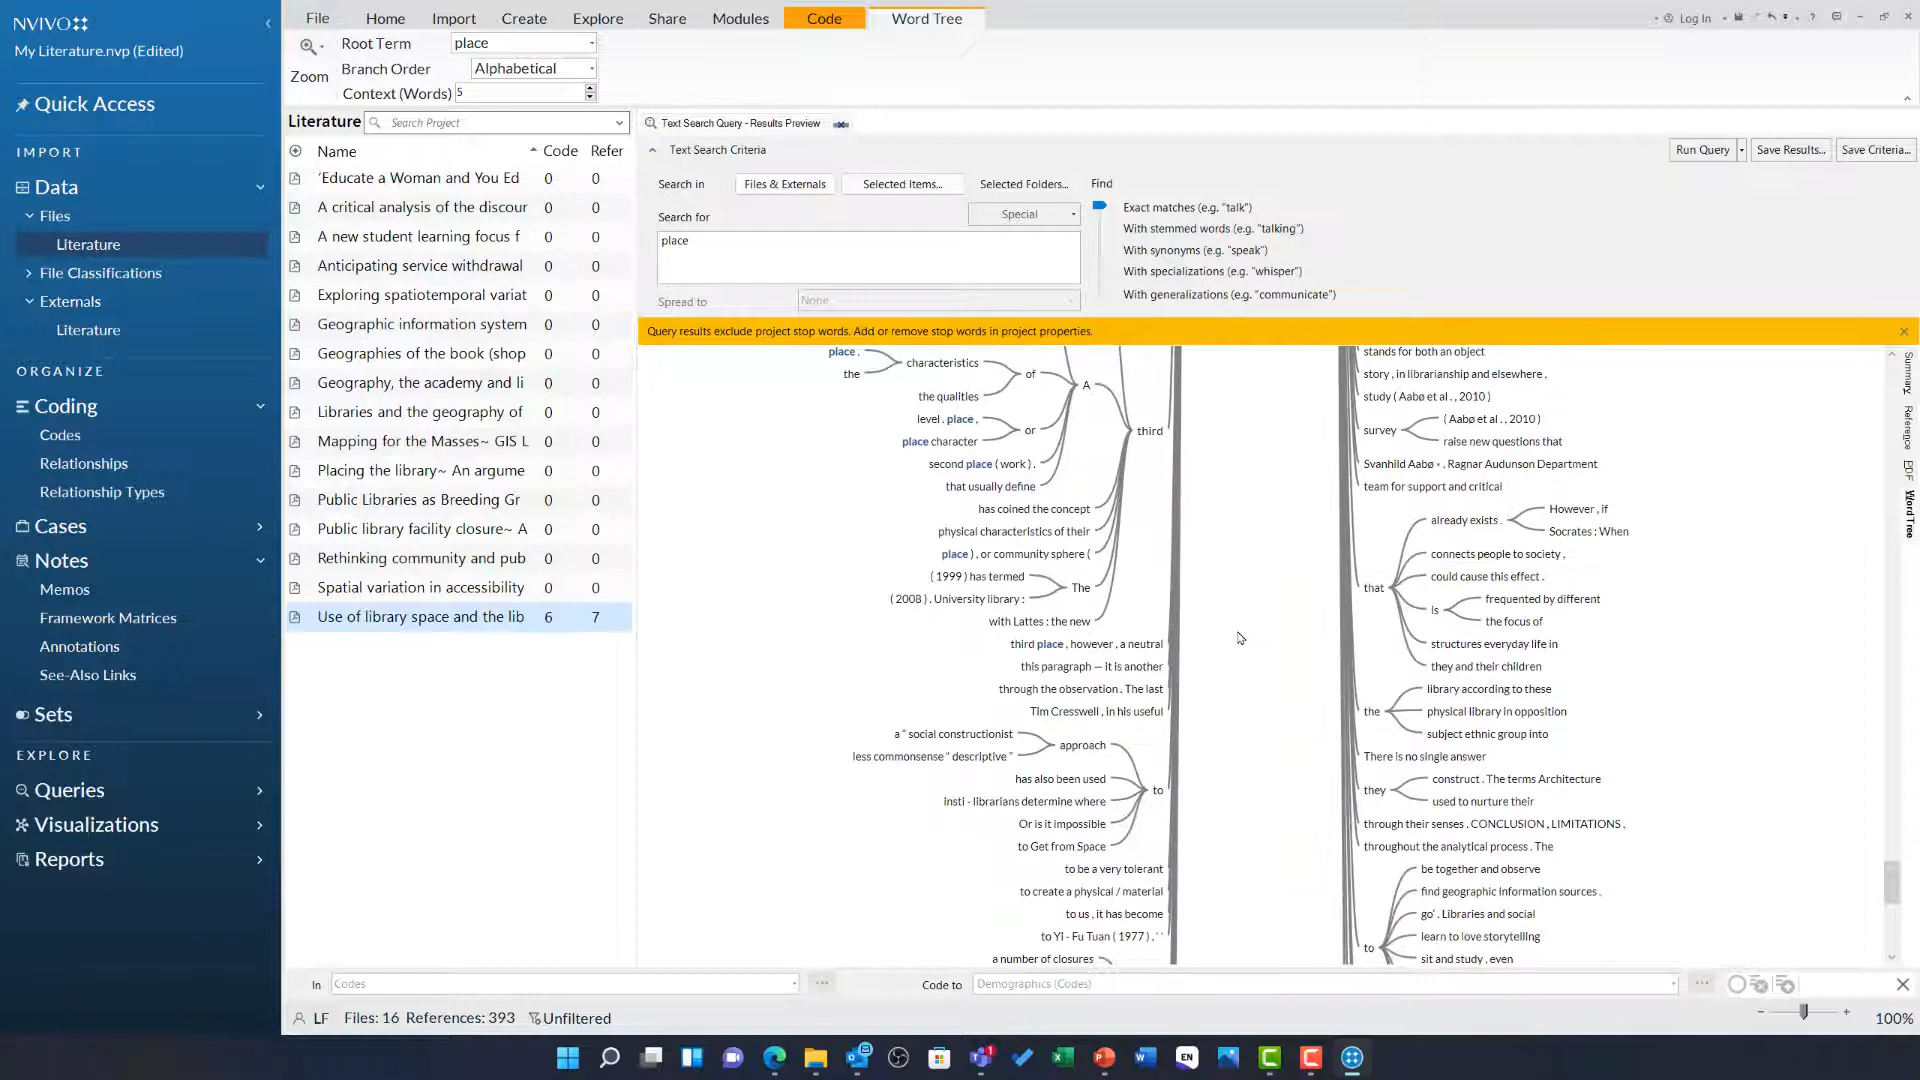 NVIVO
My Literature.nvp (Edited)
Quick Access
IMPORT
Data
Files
Literature
File Classifications
Externals
Literature
ORGANIZE
Coding
Codes
Relationships
Relationship Types
Cases
Notes
Memos
Framework Matrices
Annotations
See-Also Links
Sets
EXPLORE
Queries
Visualizations
Reports
File Home Import Create Explore Share Modules Code Word Tree
Log In
Zoom
Root Term place
Branch Order Alphabetical
Context (Words) 5
Literature Search Project
Name Code Refer
‘Educate a Woman and You Ed 0 0
A critical analysis of the discour 0 0
A new student learning focus f 0 0
Anticipating service withdrawal 0 0
Exploring spatiotemporal variat 0 0
Geographic information system 0 0
Geographies of the book (shop 0 0
Geography, the academy and li 0 0
Libraries and the geography of 0 0
Mapping for the Masses~ GIS L 0 0
Placing the library~ An argume 0 0
Public Libraries as Breeding Gr 0 0
Public library facility closure~ A 0 0
Rethinking community and pub 0 0
Spatial variation in accessibility 0 0
Use of library space and the lib 6 7
Text Search Query - Results Preview
Text Search Criteria
Run Query Save Results... Save Criteria...
Search in Files & Externals Selected Items... Selected Folders... Find
Search for Special
place
Spread to None
Exact matches (e.g. "talk")
With stemmed words (e.g. "talking")
With synonyms (e.g. "speak")
With specializations (e.g. "whisper")
With generalizations (e.g. "communicate")
Query results exclude project stop words. Add or remove stop words in project properties.
place .
the
characteristics
the qualities
of
A
level . place ,
place character
or
third
second place ( work ) .
that usually define
has coined the concept
physical characteristics of their
place ) , or community sphere (
( 1999 ) has termed
( 2008 ) . University library :
The
with Lattes : the new
third place , however , a neutral
this paragraph — it is another
through the observation . The last
Tim Cresswell , in his useful
a “ social constructionist
less commonsense “ descriptive ”
approach
has also been used
insti - librarians determine where
to
Or is it impossible
to Get from Space
to be a very tolerant
to create a physical / material
to us , it has become
to Yi - Fu Tuan ( 1977 ) , ‘ ‘
a number of closures
stands for both an object
story , in librarianship and elsewhere ,
study ( Aabø et al . , 2010 )
survey
( Aabø et al . , 2010 )
raise new questions that
Svanhild Aabø * , Ragnar Audunson Department
team for support and critical
that
already exists .
However , if
Socrates : When
connects people to society ,
could cause this effect .
is
frequented by different
the focus of
structures everyday life in
they and their children
the
library according to these
physical library in opposition
subject ethnic group into
There is no single answer
they
construct . The terms Architecture
used to nurture their
through their senses . CONCLUSION , LIMITATIONS ,
throughout the analytical process . The
to
be together and observe
find geographic information sources .
go’ . Libraries and social
learn to love storytelling
sit and study , even
Summary
Reference
PDF
Word Tree
In Codes
Code to Demographics (Codes)
LF Files: 16 References: 393 Unfiltered
100%
EN
1